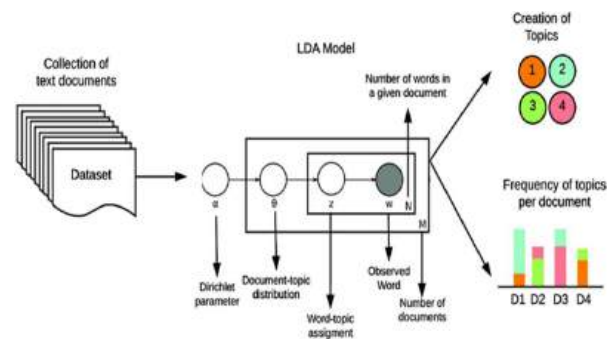 Collection of
text documents
Dataset
LDA Model
Number of words in
a given document
α
θ
z
w
N
M
Dirichlet
parameter
Document-topic
distribution
Word-topic
assigment
Observed
Word
Number of
documents
Creation of
Topics
1
2
3
4
Frequency of topics
per document
D1 D2 D3 D4